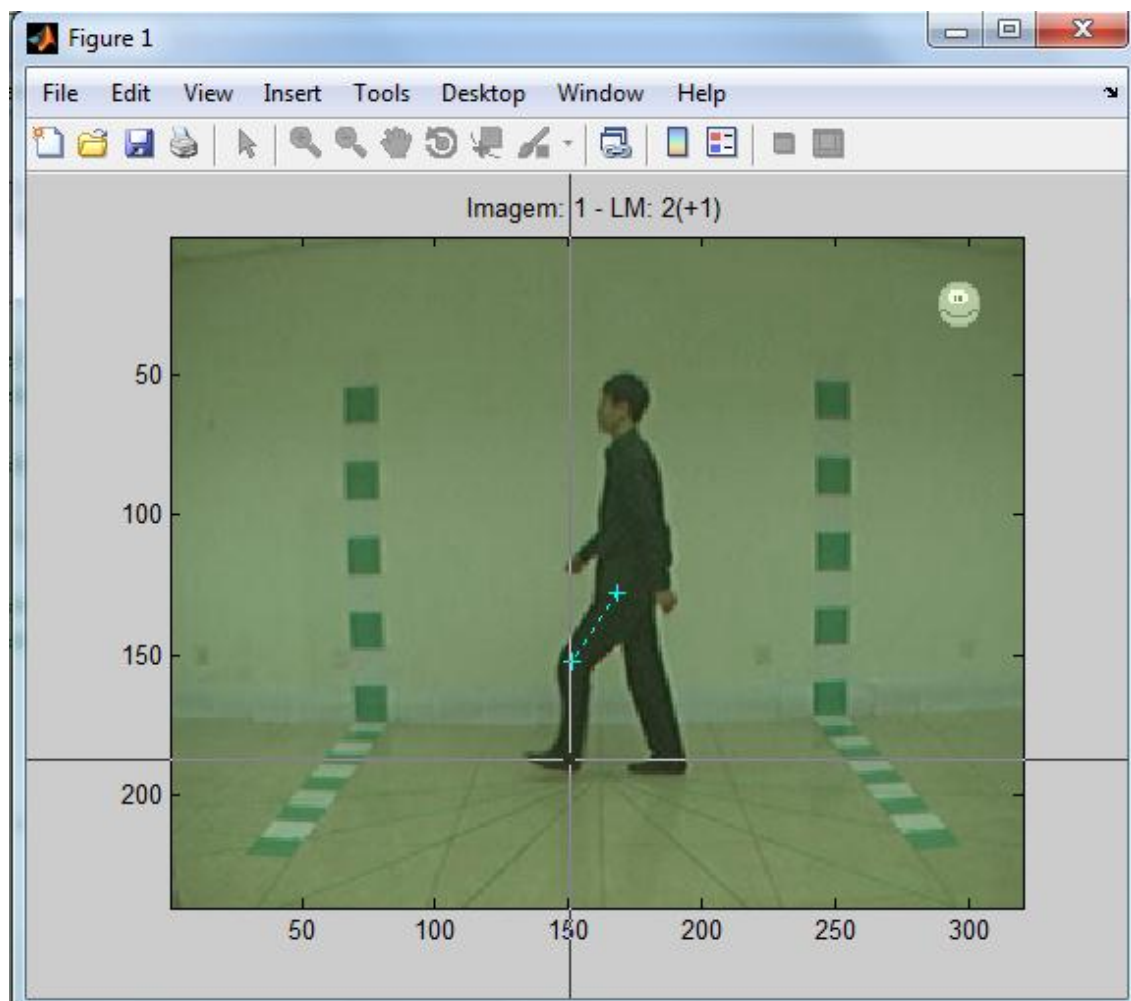 Figure 1
File Edit View Insert Tools Desktop Window Help
Imagem: 1 - LM: 2(+1)
50
100
150
200
50 100 150 200 250 300